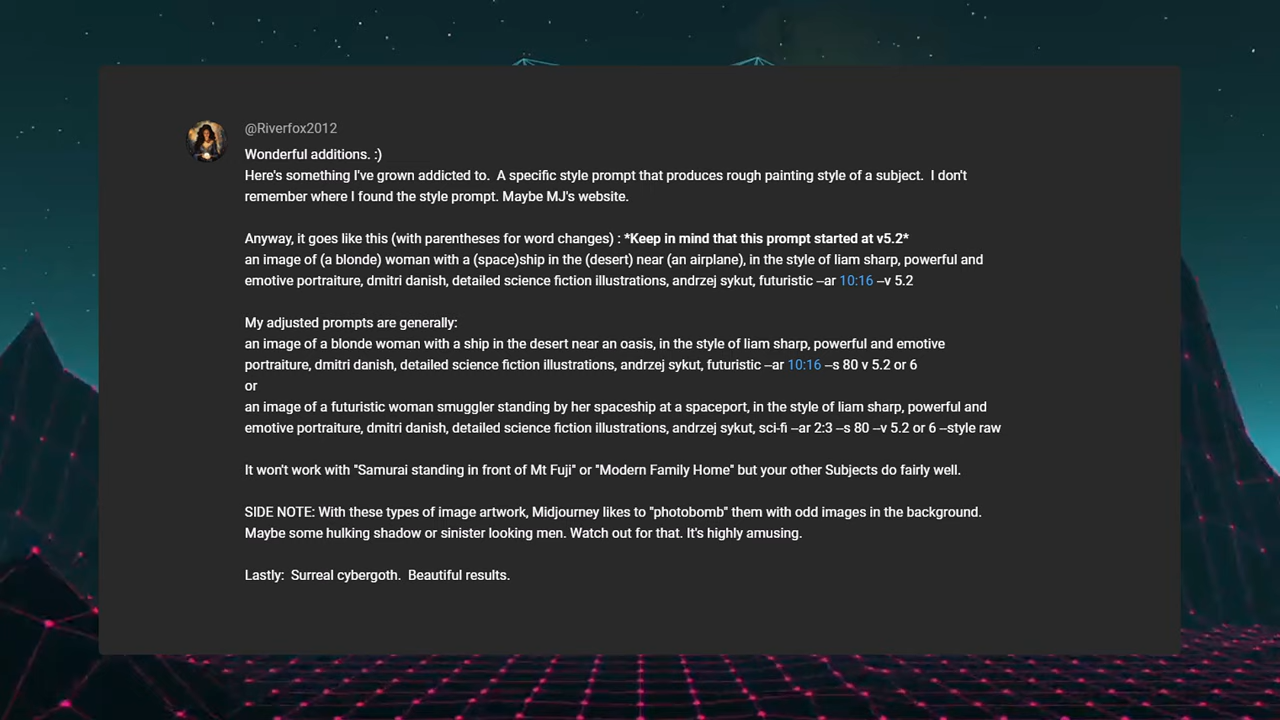 @Riverfox2012
Wonderful additions. :)
Here's something I've grown addicted to.  A specific style prompt that produces rough painting style of a subject.  I don't
remember where I found the style prompt. Maybe MJ's website.
Anyway, it goes like this (with parentheses for word changes) : *Keep in mind that this prompt started at v5.2*
an image of (a blonde) woman with a (space)ship in the (desert) near (an airplane), in the style of liam sharp, powerful and
emotive portraiture, dmitri danish, detailed science fiction illustrations, andrzej sykut, futuristic --ar 10:16 --v 5.2
My adjusted prompts are generally:
an image of a blonde woman with a ship in the desert near an oasis, in the style of liam sharp, powerful and emotive
portraiture, dmitri danish, detailed science fiction illustrations, andrzej sykut, futuristic --ar 10:16 --s 80 v 5.2 or 6
or
an image of a futuristic woman smuggler standing by her spaceship at a spaceport, in the style of liam sharp, powerful and
emotive portraiture, dmitri danish, detailed science fiction illustrations, andrzej sykut, sci-fi --ar 2:3 --s 80 --v 5.2 or 6 --style raw
It won't work with "Samurai standing in front of Mt Fuji" or "Modern Family Home" but your other Subjects do fairly well.
SIDE NOTE: With these types of image artwork, Midjourney likes to "photobomb" them with odd images in the background.
Maybe some hulking shadow or sinister looking men. Watch out for that. It's highly amusing.
Lastly:  Surreal cybergoth.  Beautiful results.